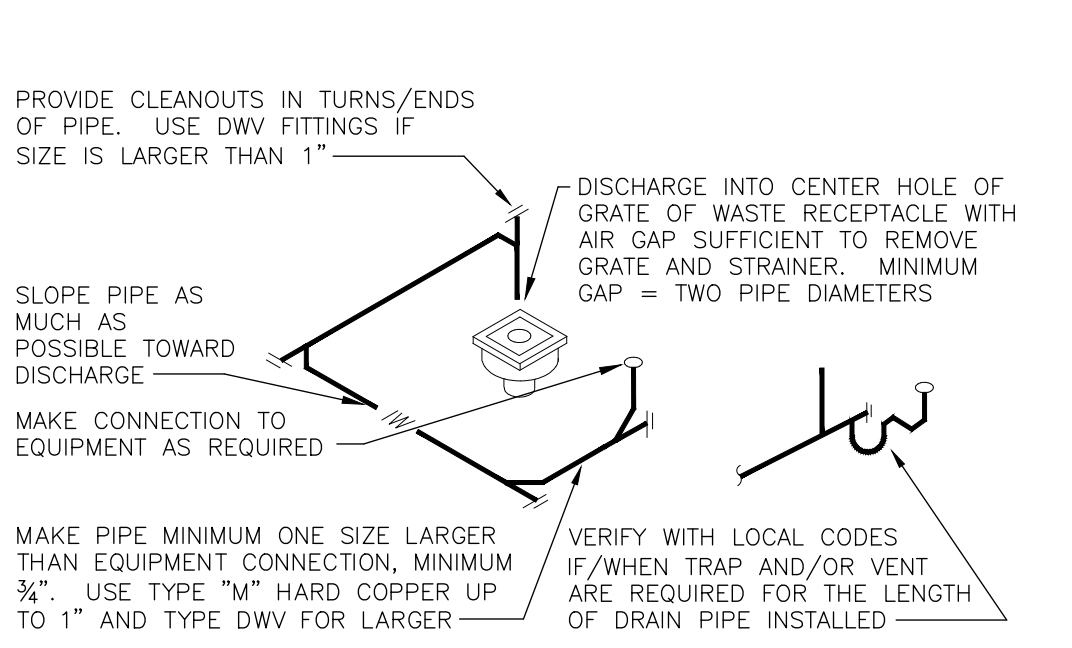 PROVIDE CLEANOUTS IN TURNS/ENDS
OF PIPE. USE DWV FITTINGS IF
SIZE IS LARGER THAN 1"
DISCHARGE INTO CENTER HOLE OF
GRATE OF WASTE RECEPTACLE WITH
AIR GAP SUFFICIENT TO REMOVE
GRATE AND STRAINER. MINIMUM
GAP = TWO PIPE DIAMETERS
SLOPE PIPE AS
MUCH AS
POSSIBLE TOWARD
DISCHARGE
MAKE CONNECTION TO
EQUIPMENT AS REQUIRED
MAKE PIPE MINIMUM ONE SIZE LARGER
THAN EQUIPMENT CONNECTION, MINIMUM
¾". USE TYPE "M" HARD COPPER UP
TO 1" AND TYPE DWV FOR LARGER
VERIFY WITH LOCAL CODES
IF/WHEN TRAP AND/OR VENT
ARE REQUIRED FOR THE LENGTH
OF DRAIN PIPE INSTALLED